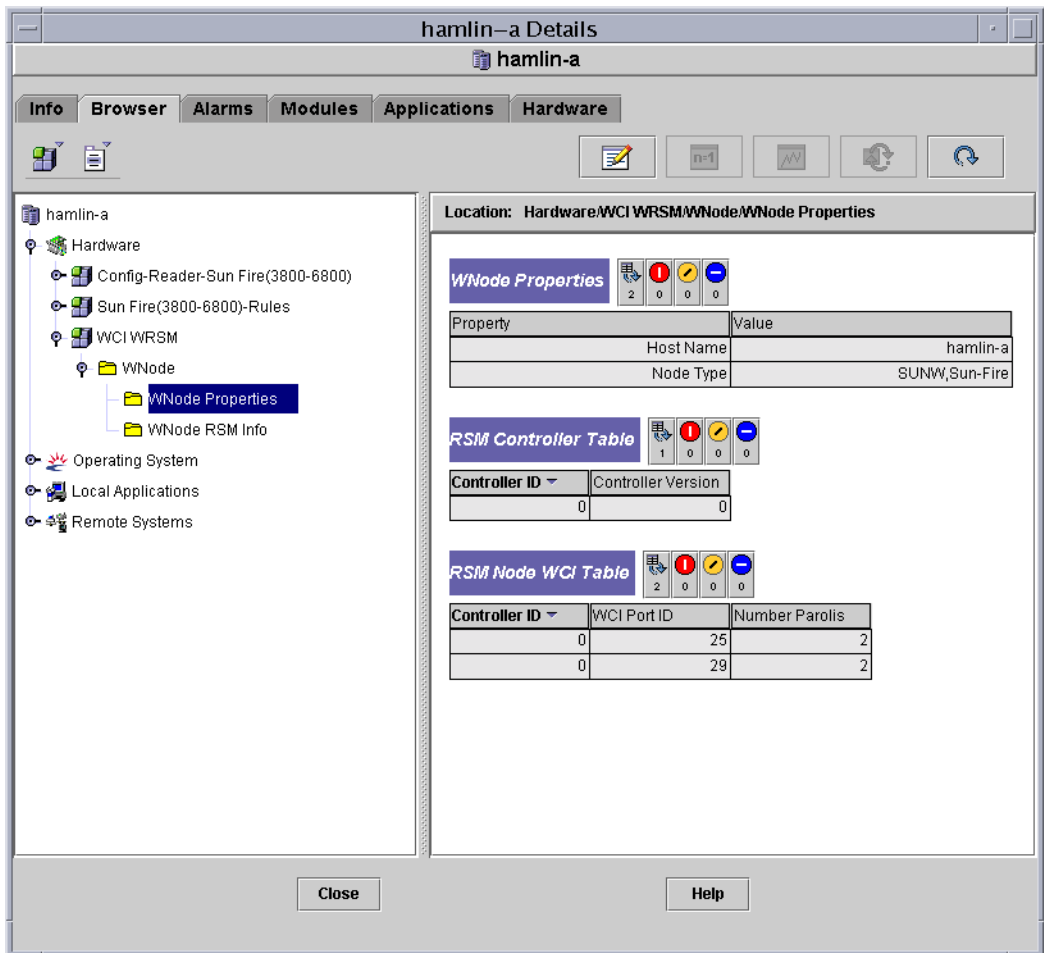 hamlin–a Details
hamlin-a
Info Browser Alarms Modules Applications Hardware
n=1
hamlin-a
Hardware
Config-Reader-Sun Fire(3800-6800)
Sun Fire(3800-6800)-Rules
WCI WRSM
WNode
WNode Properties
WNode RSM Info
Operating System
Local Applications
Remote Systems
Location: Hardware/WCI WRSM/WNode/WNode Properties
WNode Properties 2 0 0 0
Property Value
Host Name hamlin-a
Node Type SUNW,Sun-Fire
RSM Controller Table 1 0 0 0
Controller ID Controller Version
0 0
RSM Node WCI Table 2 0 0 0
Controller ID WCI Port ID Number Parolis
0 25 2
0 29 2
Close Help